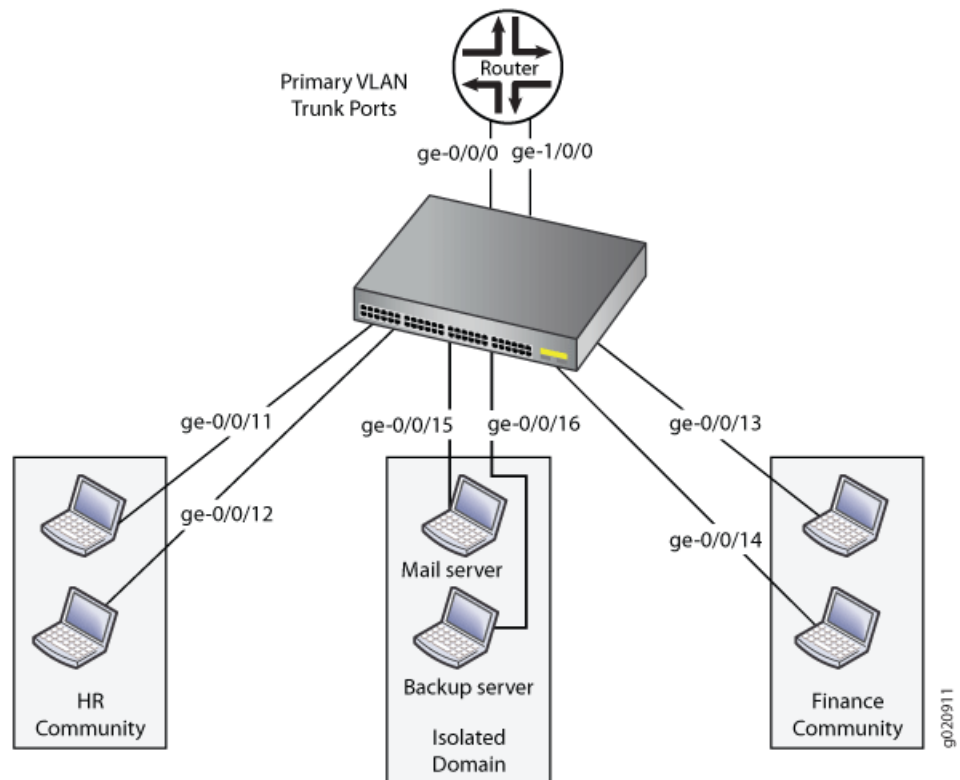 Router
Primary VLAN
Trunk Ports
ge-0/0/0
ge-1/0/0
ge-0/0/11
ge-0/0/15
ge-0/0/16
ge-0/0/13
ge-0/0/12
ge-0/0/14
Mail server
Backup server
HR
Community
Isolated
Domain
Finance
Community
g020911